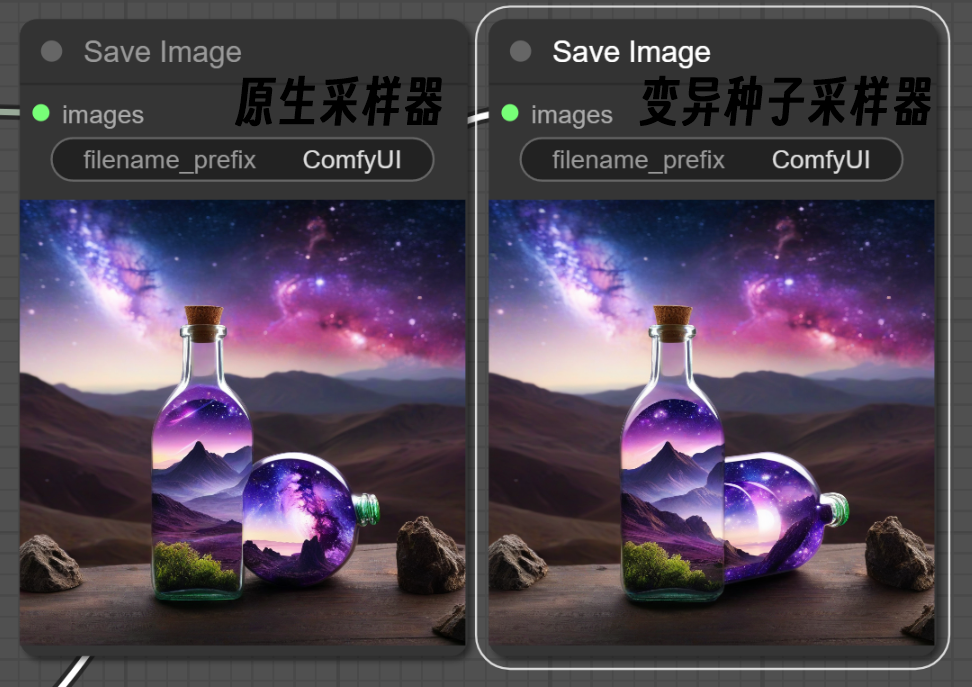 Save Image
原生采样器
images
filename_prefix ComfyUI
Save Image
变异种子采样器
images
filename_prefix ComfyUI